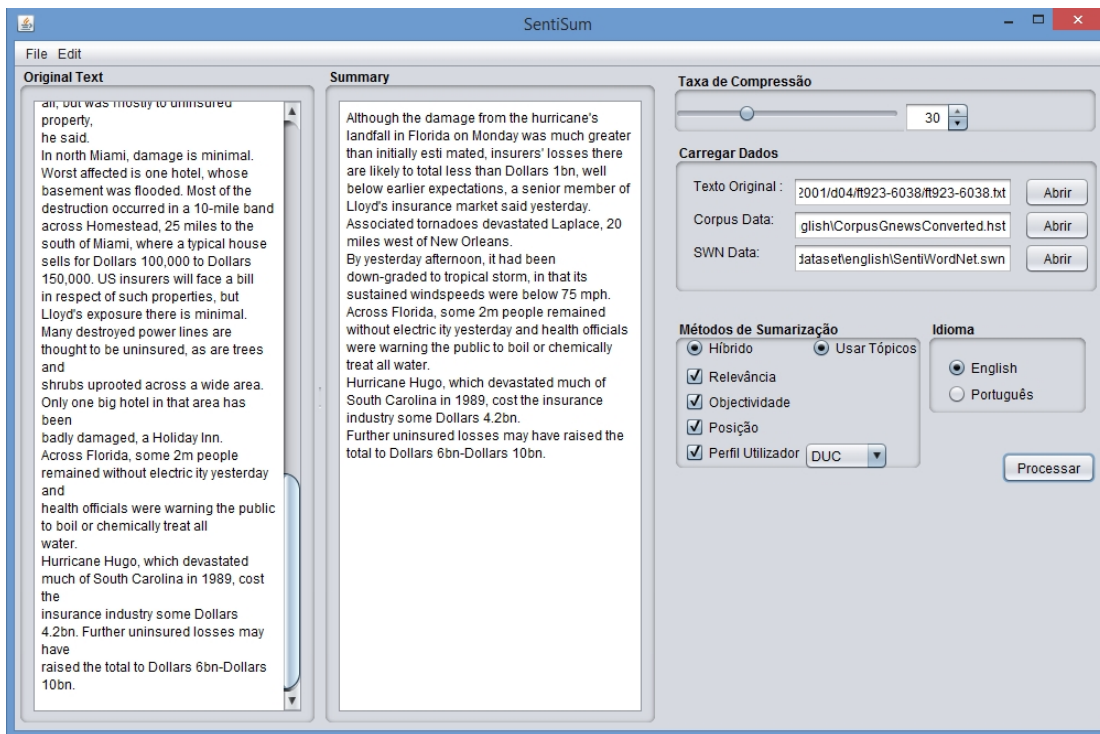 SentiSum
File Edit
Original Text
all, but was mostly to uninsured
property,
he said.
In north Miami, damage is minimal.
Worst affected is one hotel, whose
basement was flooded. Most of the
destruction occurred in a 10-mile band
across Homestead, 25 miles to the
south of Miami, where a typical house
sells for Dollars 100,000 to Dollars
150,000. US insurers will face a bill
in respect of such properties, but
Lloyd's exposure there is minimal.
Many destroyed power lines are
thought to be uninsured, as are trees
and
shrubs uprooted across a wide area.
Only one big hotel in that area has
been
badly damaged, a Holiday Inn.
Across Florida, some 2m people
remained without electric ity yesterday
and
health officials were warning the public
to boil or chemically treat all
water.
Hurricane Hugo, which devastated
much of South Carolina in 1989, cost
the
insurance industry some Dollars
4.2bn. Further uninsured losses may
have
raised the total to Dollars 6bn-Dollars
10bn.
Summary
Although the damage from the hurricane's
landfall in Florida on Monday was much greater
than initially esti mated, insurers' losses there
are likely to total less than Dollars 1bn, well
below earlier expectations, a senior member of
Lloyd's insurance market said yesterday.
Associated tornadoes devastated Laplace, 20
miles west of New Orleans.
By yesterday afternoon, it had been
down-graded to tropical storm, in that its
sustained windspeeds were below 75 mph.
Across Florida, some 2m people remained
without electric ity yesterday and health officials
were warning the public to boil or chemically
treat all water.
Hurricane Hugo, which devastated much of
South Carolina in 1989, cost the insurance
industry some Dollars 4.2bn.
Further uninsured losses may have raised the
total to Dollars 6bn-Dollars 10bn.
Taxa de Compressão
30
Carregar Dados
Texto Original : 2001/d04/ft923-6038/ft923-6038.txt Abrir
Corpus Data: glish\CorpusGnewsConverted.hst Abrir
SWN Data: dataset\english\SentiWordNet.swn Abrir
Métodos de Sumarização
Híbrido Usar Tópicos
Relevância
Objectividade
Posição
Perfil Utilizador DUC
Idioma
English
Português
Processar